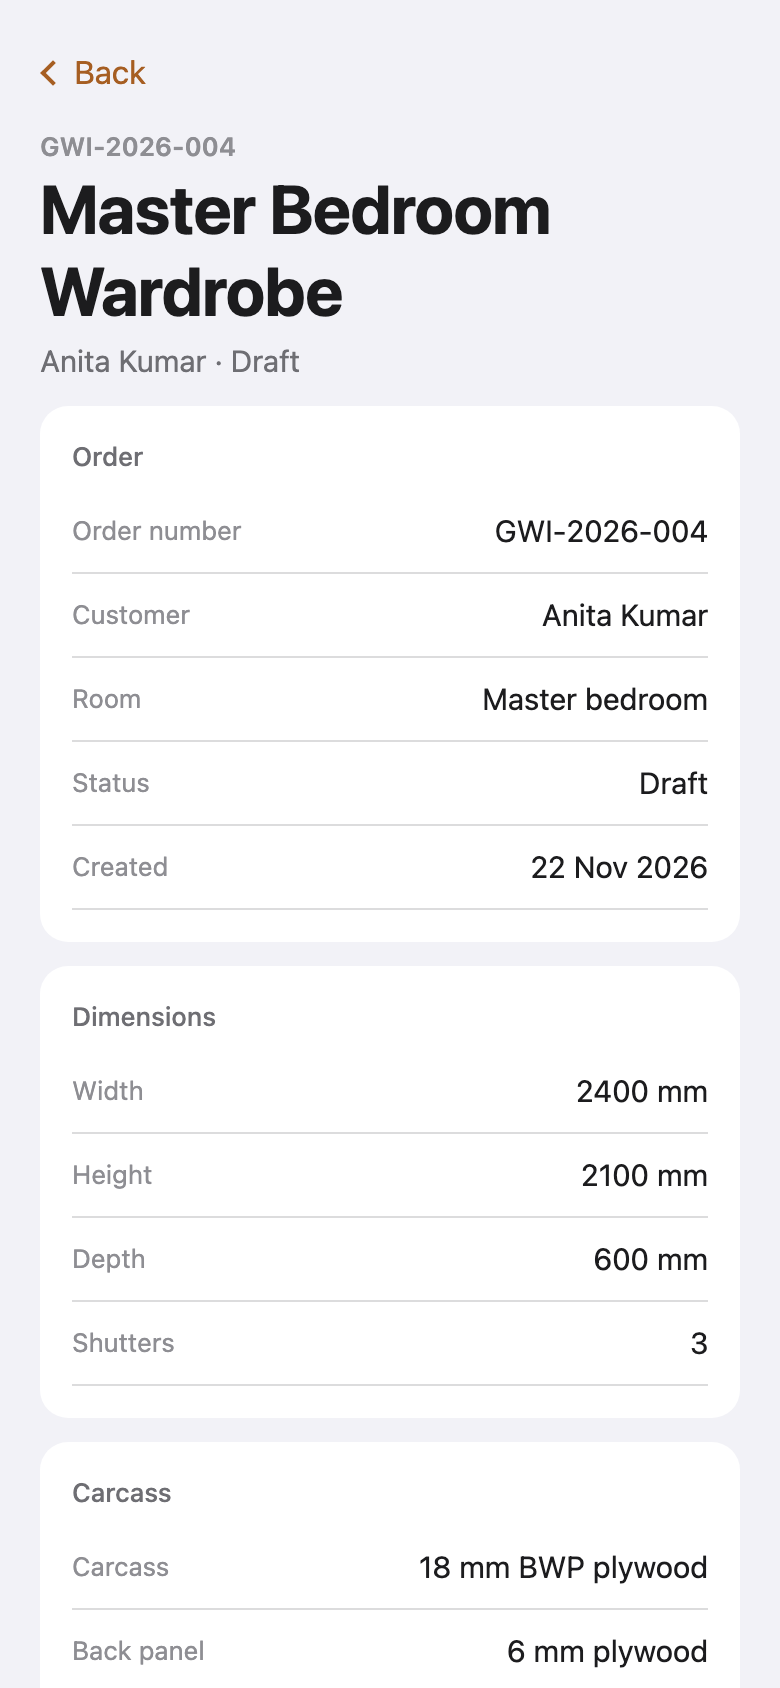 Back
GWI-2026-004
Master Bedroom
Wardrobe
Anita Kumar · Draft
Order
Order number GWI-2026-004
Customer Anita Kumar
Room Master bedroom
Status Draft
Created 22 Nov 2026
Dimensions
Width 2400 mm
Height 2100 mm
Depth 600 mm
Shutters 3
Carcass
Carcass 18 mm BWP plywood
Back panel 6 mm plywood